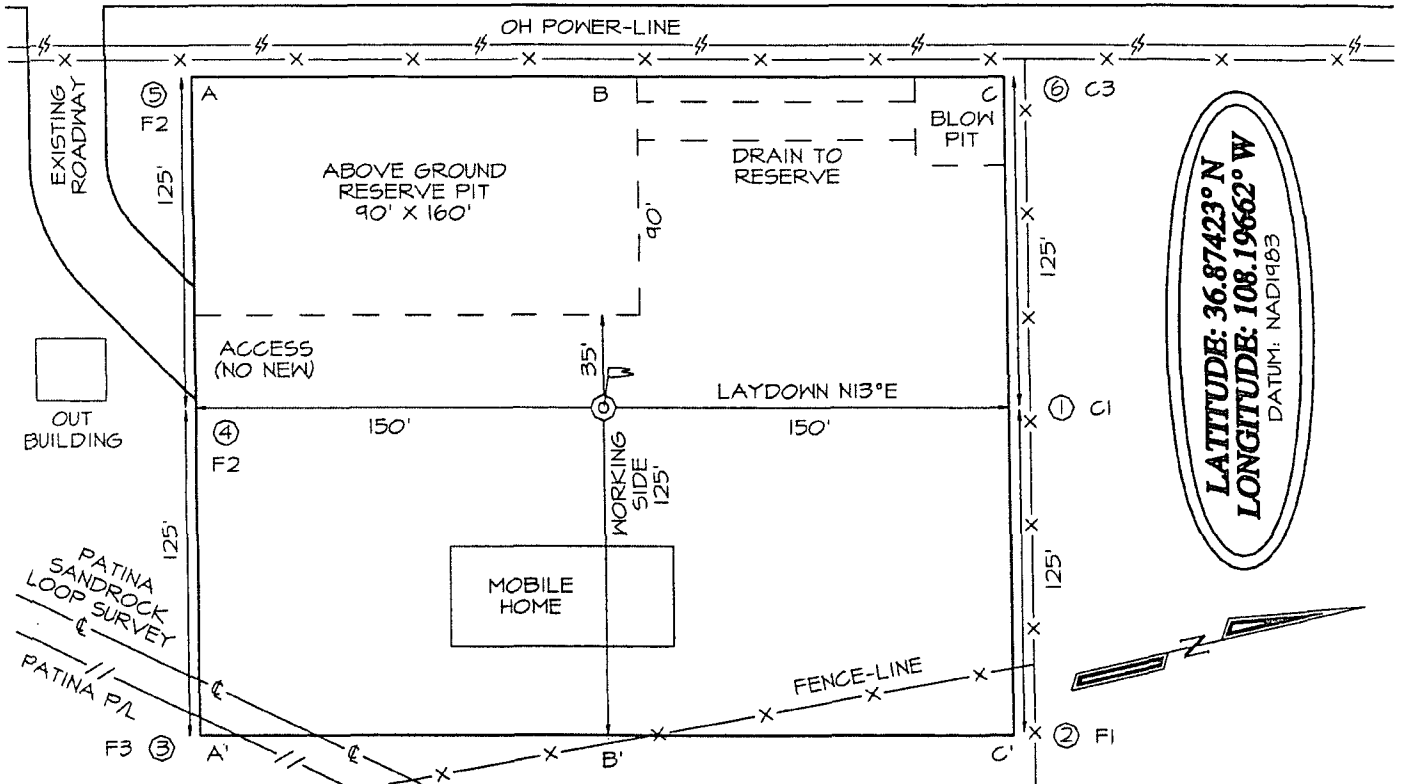 OH POWER-LINE
⑤
F2
A
B
C
⑥ C3
EXISTING
ROADWAY
125'
ABOVE GROUND
RESERVE PIT
90' X 160'
90'
DRAIN TO
RESERVE
BLOW
PIT
125'
LATITUDE: 36.87423° N
LONGITUDE: 108.19662° W
DATUM: NAD1983
OUT
BUILDING
ACCESS
(NO NEW)
35'
LAYDOWN N13°E
150'
150'
① C1
④
F2
WORKING
SIDE
125'
125'
125'
PATINA
SANDROCK
LOOP SURVEY
℄
PATINA P/L
MOBILE
HOME
FENCE-LINE
N
℄
℄
F3 ③
A'
B'
C'
② F1